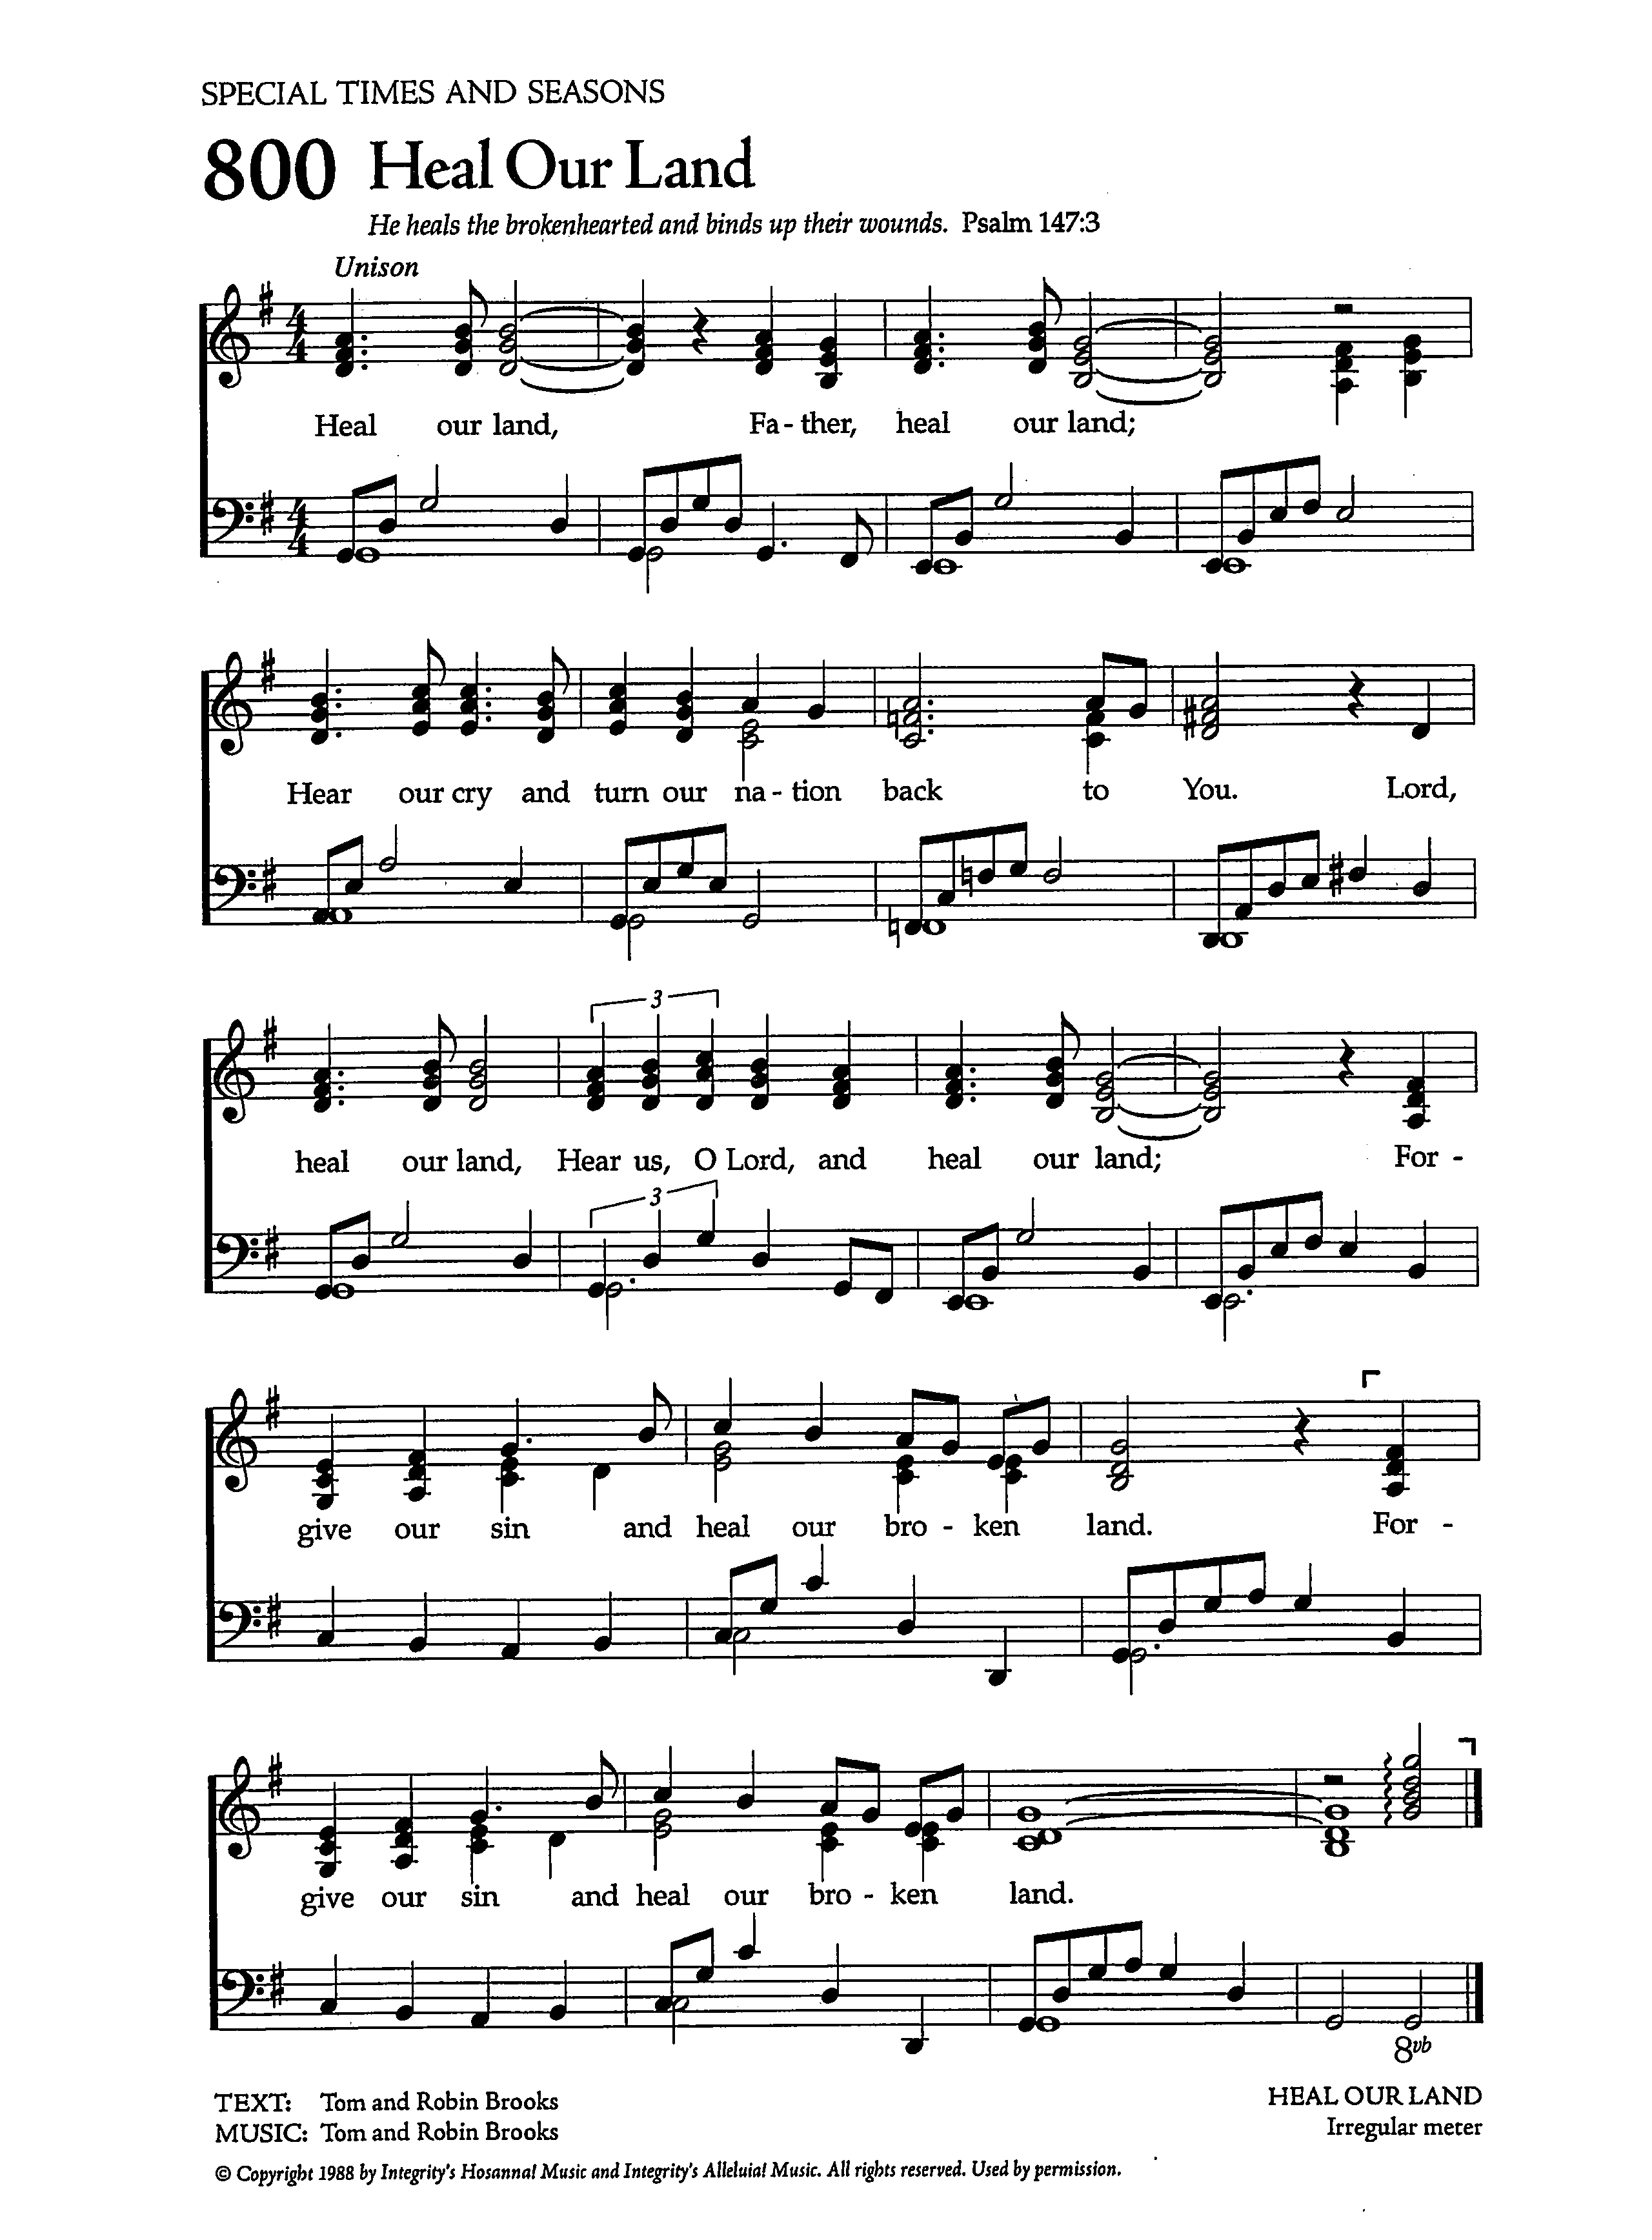 SPECIAL TIMES AND SEASONS
800 Heal Our Land
He heals the brokenhearted and binds up their wounds. Psalm 147:3
Unison
Heal our land, Fa - ther, heal our land;
Hear our cry and turn our na - tion back to You. Lord,
3
heal our land, Hear us, O Lord, and heal our land; For -
3
give our sin and heal our bro - ken land. For -
give our sin and heal our bro - ken land.
8vb
TEXT: Tom and Robin Brooks
MUSIC: Tom and Robin Brooks
HEAL OUR LAND
Irregular meter
© Copyright 1988 by Integrity's Hosanna! Music and Integrity's Alleluia! Music. All rights reserved. Used by permission.